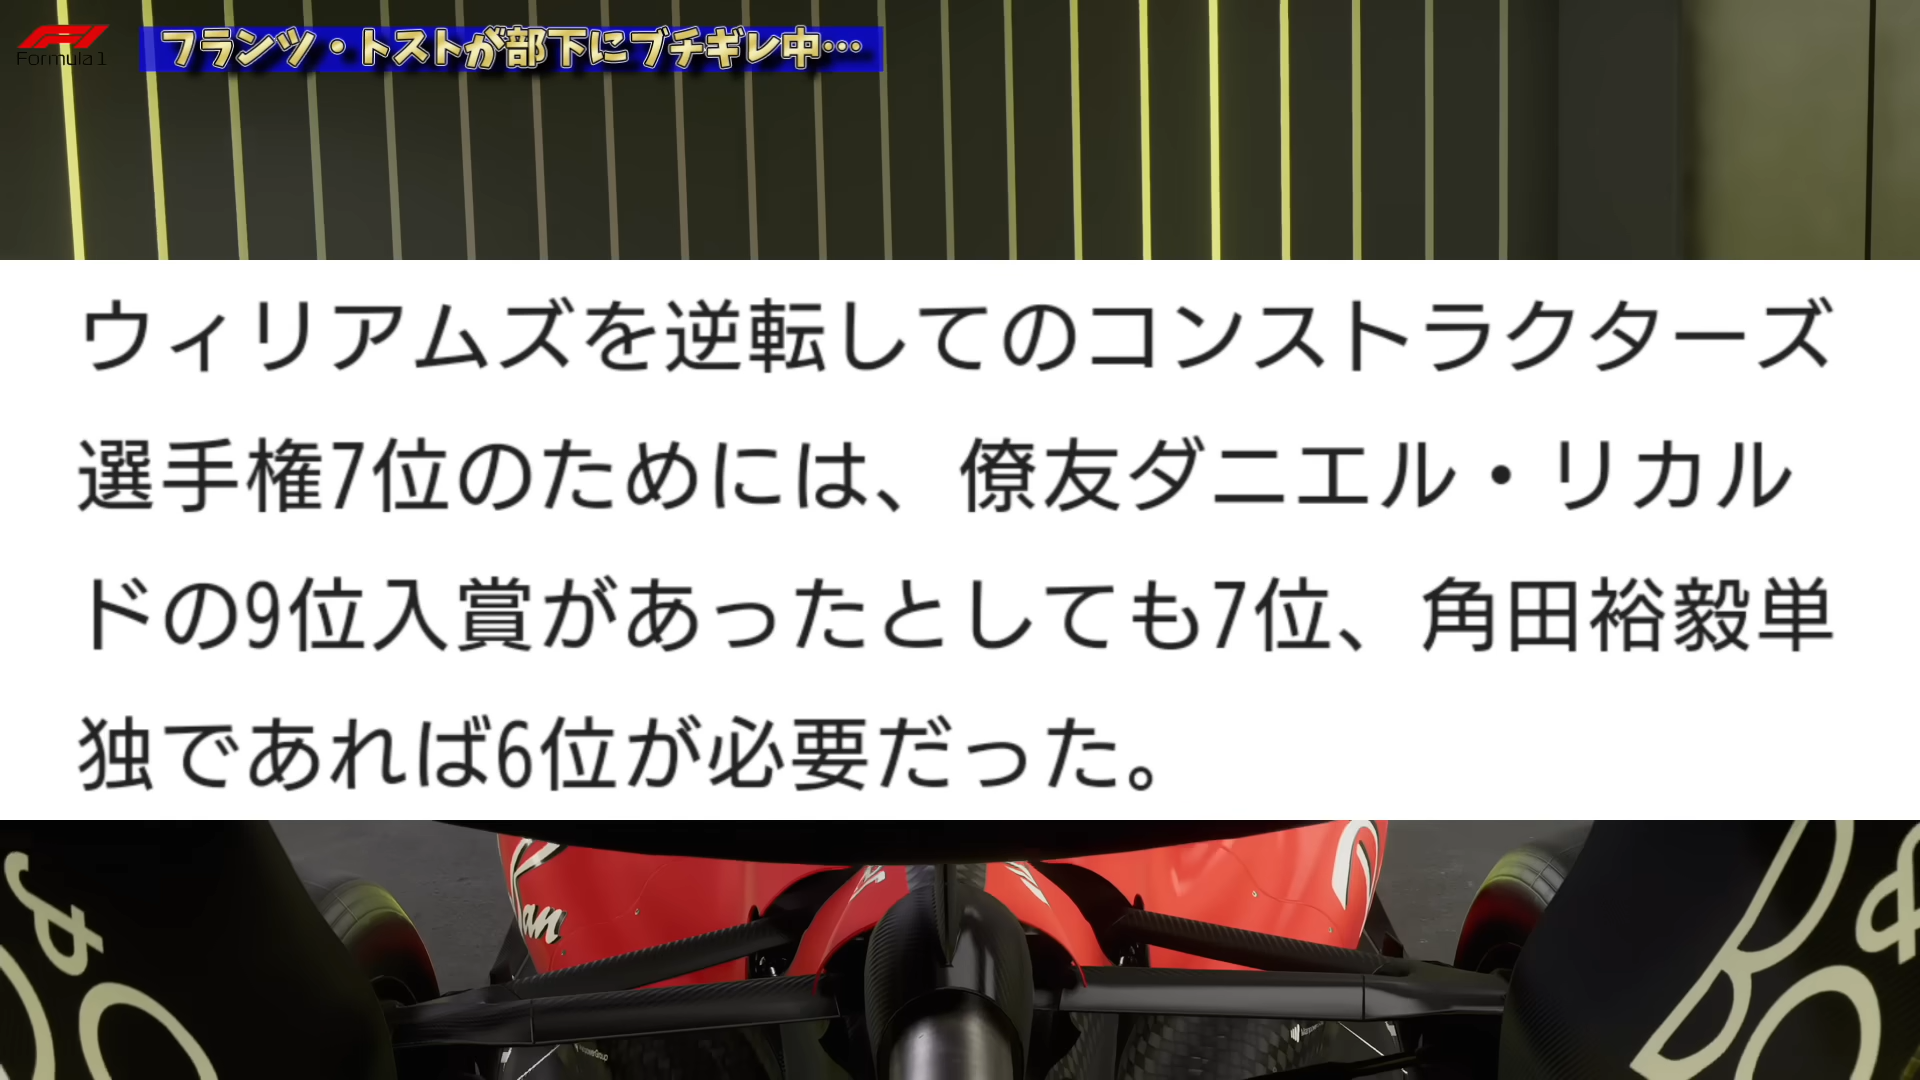 Formula 1
フランツ・トストが部下にブチギレ中…
ウィリアムズを逆転してのコンストラクターズ
選手権7位のためには、僚友ダニエル・リカル
ドの9位入賞があったとしても7位、角田裕毅単
独であれば6位が必要だった。